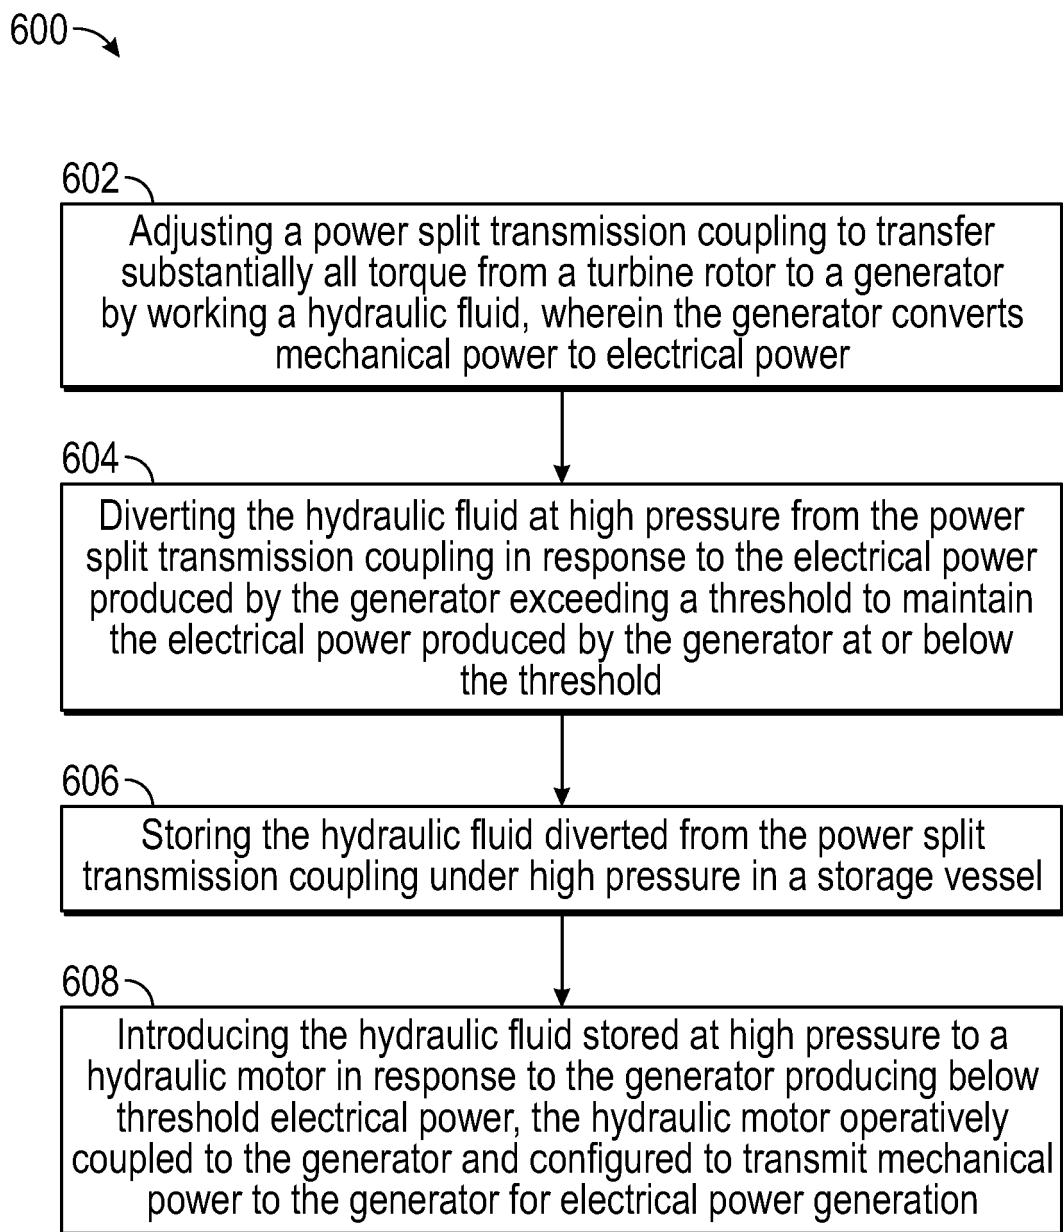 600
602
Adjusting a power split transmission coupling to transfer
substantially all torque from a turbine rotor to a generator
by working a hydraulic fluid, wherein the generator converts
mechanical power to electrical power
604
Diverting the hydraulic fluid at high pressure from the power
split transmission coupling in response to the electrical power
produced by the generator exceeding a threshold to maintain
the electrical power produced by the generator at or below
the threshold
606
Storing the hydraulic fluid diverted from the power split
transmission coupling under high pressure in a storage vessel
608
Introducing the hydraulic fluid stored at high pressure to a
hydraulic motor in response to the generator producing below
threshold electrical power, the hydraulic motor operatively
coupled to the generator and configured to transmit mechanical
power to the generator for electrical power generation